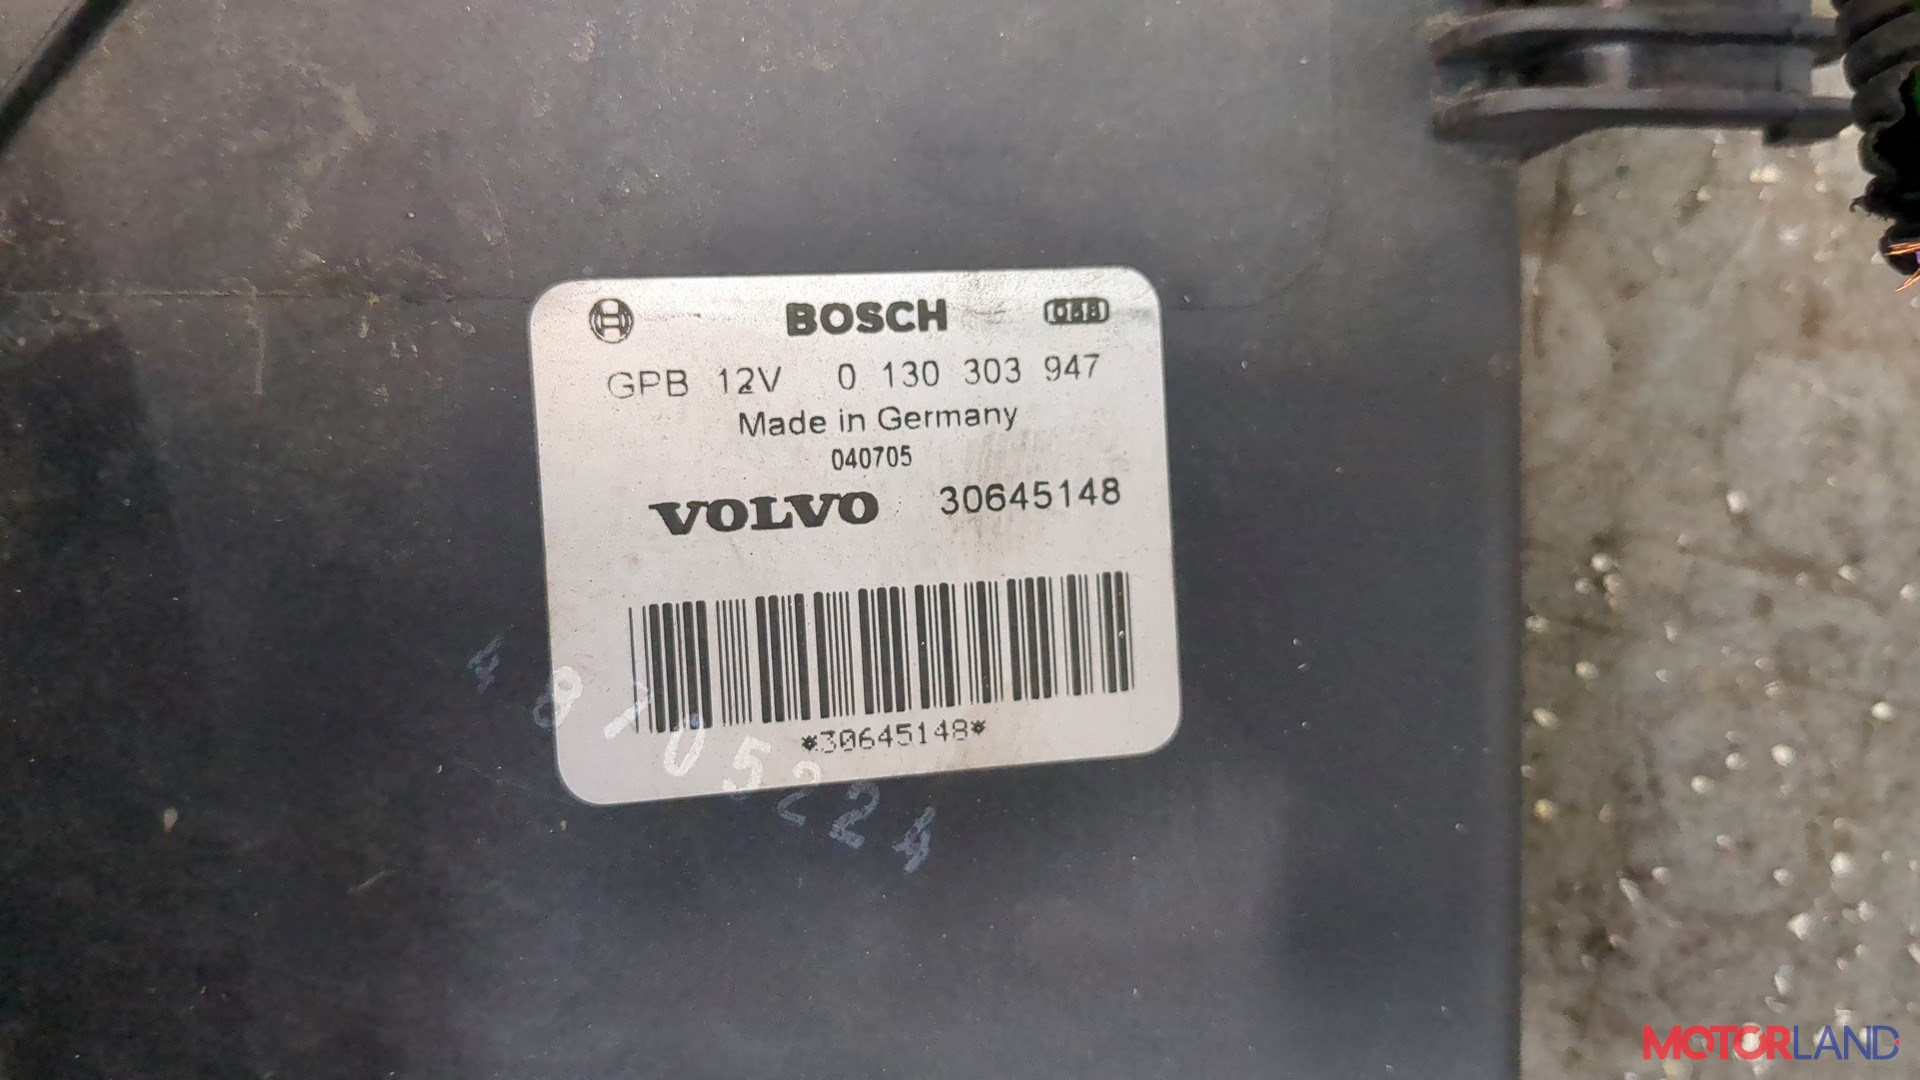 BOSCH
GPB 12V 0 130 303 947
Made in Germany
040705
VOLVO 30645148
*30645148*
MOTORLAND